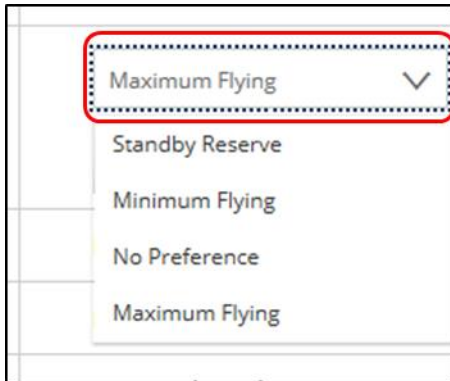 Maximum Flying
Standby Reserve
Minimum Flying
No Preference
Maximum Flying